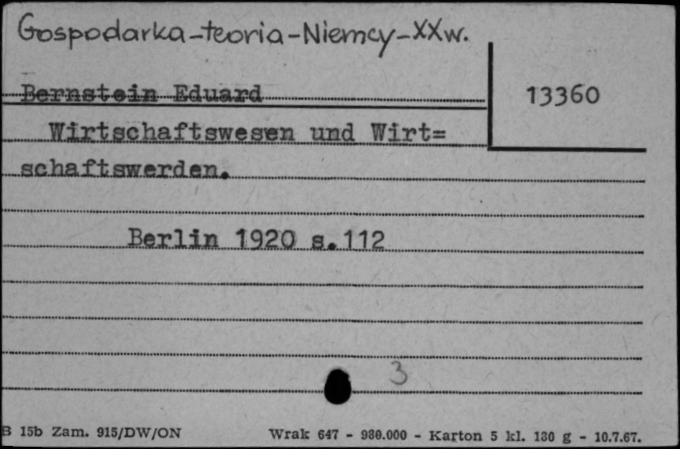 Gospodarka-teoria-Niemcy-XXw.
Bernstein Eduard
13360
Wirtschaftswesen und Wirt=
schaftswerden.
Berlin 1920 s.112
3
B 15b Zam. 915/DW/ON
Wrak 647 - 980.000 - Karton 5 kl. 130 g - 10.7.67.